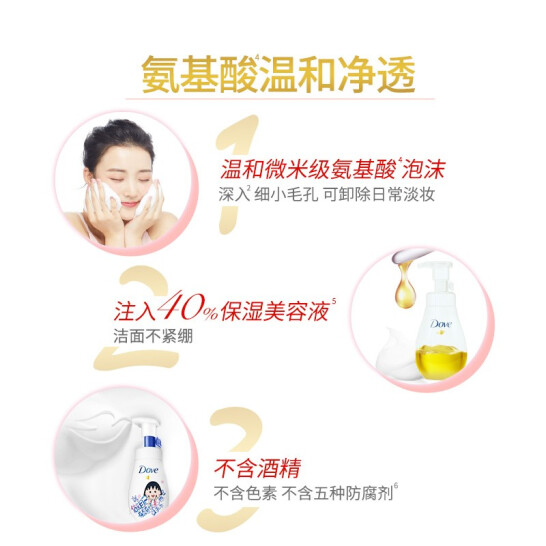 氨基酸4温和净透
1
温和微米级氨基酸4泡沫
深入2 细小毛孔 可卸除日常淡妆
2
注入40%保湿美容液5
洁面不紧绷
Dove
3
不含酒精
不含色素 不含五种防腐剂6
Dove